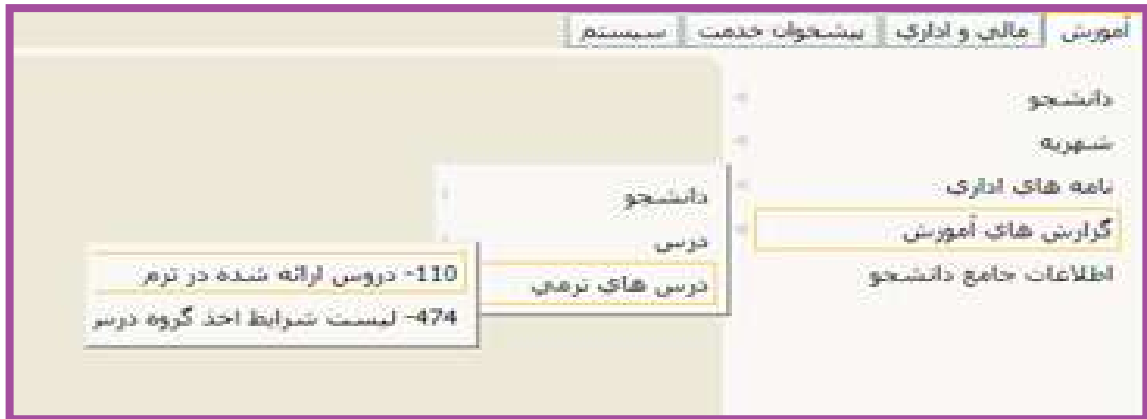 آموزش مالی و اداری پیشخوان خدمت سیستم
دانشجو
شهریه
نامه های اداری
گزارش های آموزش
اطلاعات جامع دانشجو
دانشجو
درس
درس های ترمی
110- دروس ارائه شده در ترم
474- لیست شرایط اخذ گروه درس